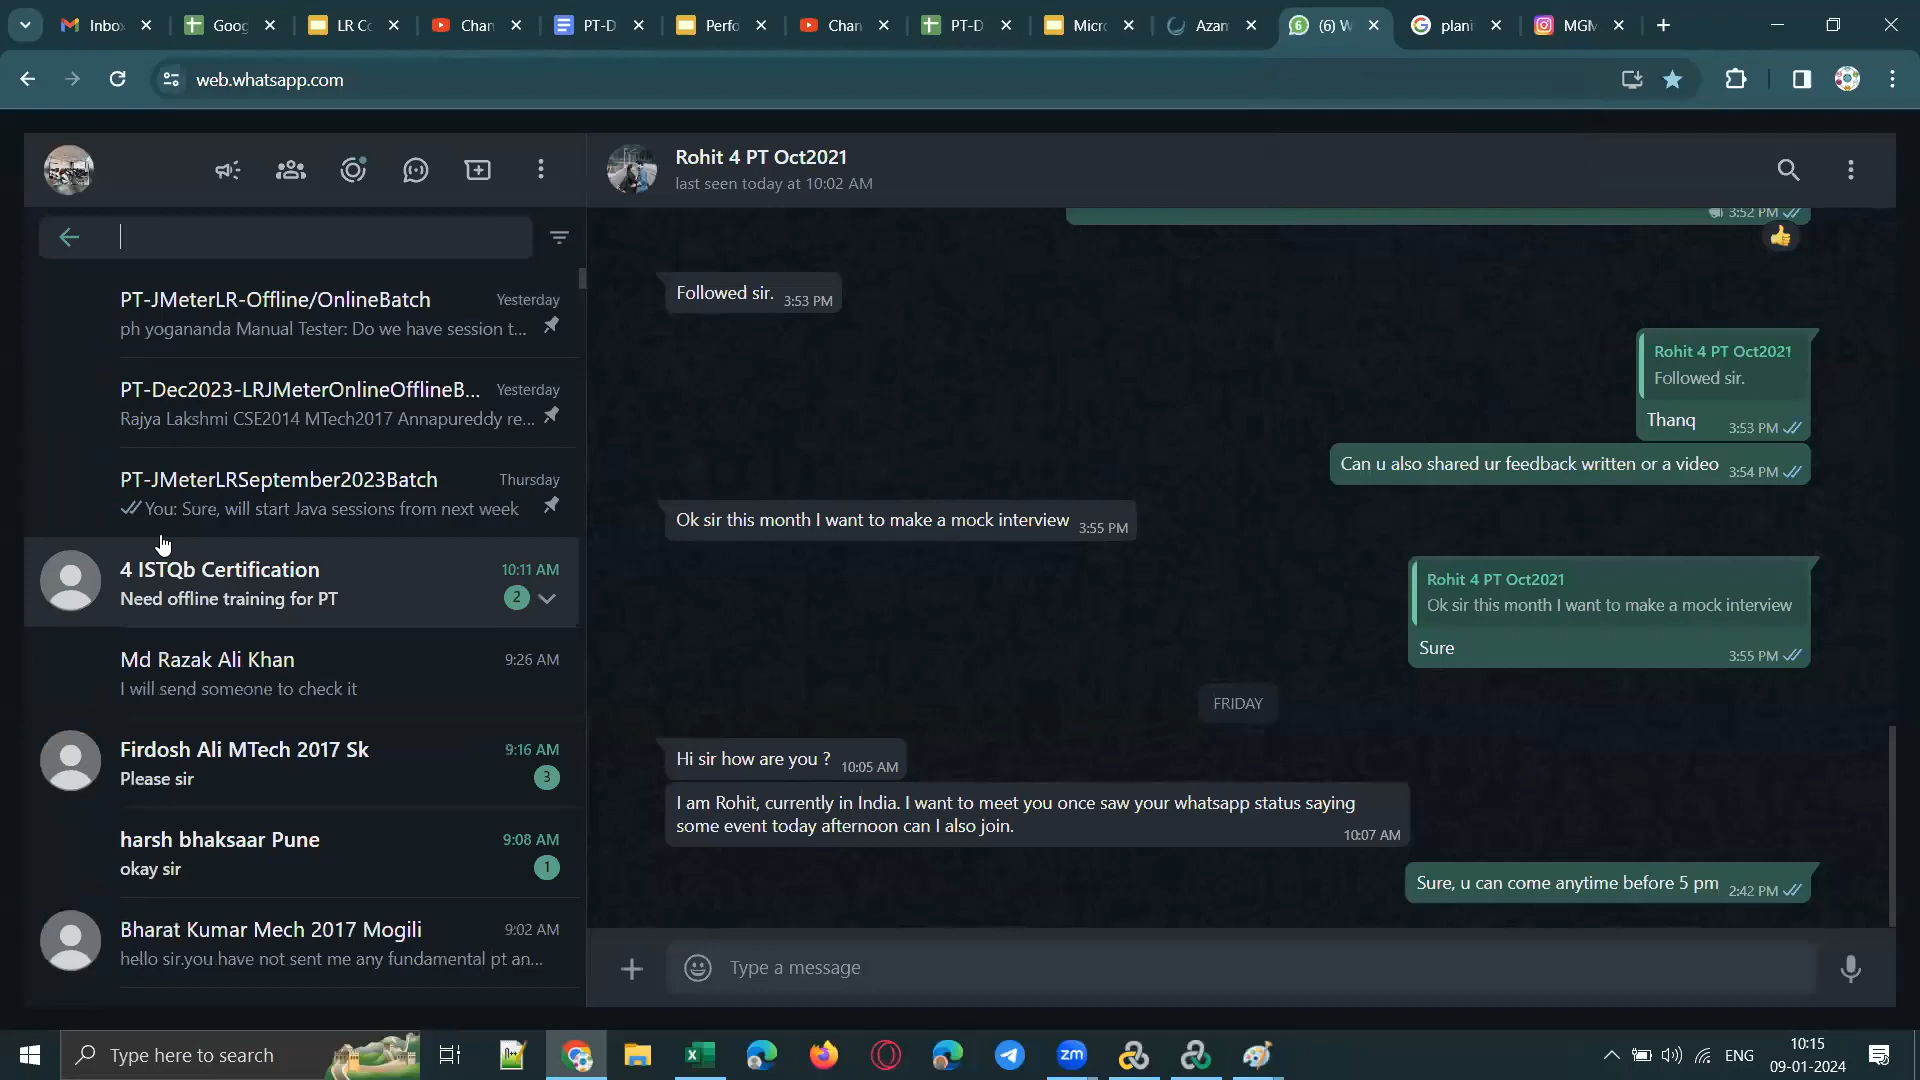 Inbo
Goog
LR Co
Chan
PT-D
Perfo
Chan
PT-D
Micro
Azam
(6) W
plani
MGM
web.whatsapp.com
Rohit 4 PT Oct2021
last seen today at 10:02 AM
PT-JMeterLR-Offline/OnlineBatch Yesterday
ph yogananda Manual Tester: Do we have session t...
PT-Dec2023-LRJMeterOnlineOfflineB... Yesterday
Rajya Lakshmi CSE2014 MTech2017 Annapureddy re...
PT-JMeterLRSeptember2023Batch Thursday
You: Sure, will start Java sessions from next week
4 ISTQb Certification 10:11 AM
Need offline training for PT 2
Md Razak Ali Khan 9:26 AM
I will send someone to check it
Firdosh Ali MTech 2017 Sk 9:16 AM
Please sir 3
harsh bhaksaar Pune 9:08 AM
okay sir 1
Bharat Kumar Mech 2017 Mogili 9:02 AM
hello sir.you have not sent me any fundamental pt an...
3:52 PM
Followed sir. 3:53 PM
Rohit 4 PT Oct2021
Followed sir.
Thanq 3:53 PM
Can u also shared ur feedback written or a video 3:54 PM
Ok sir this month I want to make a mock interview 3:55 PM
Rohit 4 PT Oct2021
Ok sir this month I want to make a mock interview
Sure 3:55 PM
FRIDAY
Hi sir how are you ? 10:05 AM
I am Rohit, currently in India. I want to meet you once saw your whatsapp status saying
some event today afternoon can I also join. 10:07 AM
Sure, u can come anytime before 5 pm 2:42 PM
Type a message
Type here to search
zm
ENG
10:15
09-01-2024